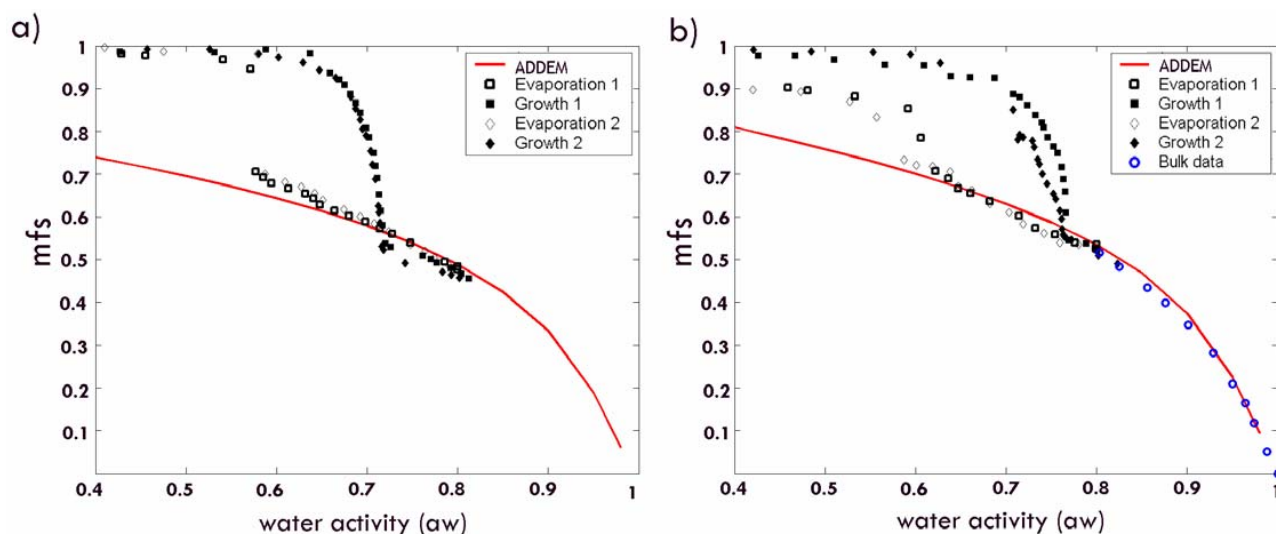 a)
1
0.9
0.8
0.7
0.6
0.5
0.4
0.3
0.2
0.1
mfs
0.4 0.5 0.6 0.7 0.8 0.9 1
water activity (aw)
ADDEM
Evaporation 1
Growth 1
Evaporation 2
Growth 2
b)
1
0.9
0.8
0.7
0.6
0.5
0.4
0.3
0.2
0.1
mfs
0.4 0.5 0.6 0.7 0.8 0.9 1
water activity (aw)
ADDEM
Evaporation 1
Growth 1
Evaporation 2
Growth 2
Bulk data